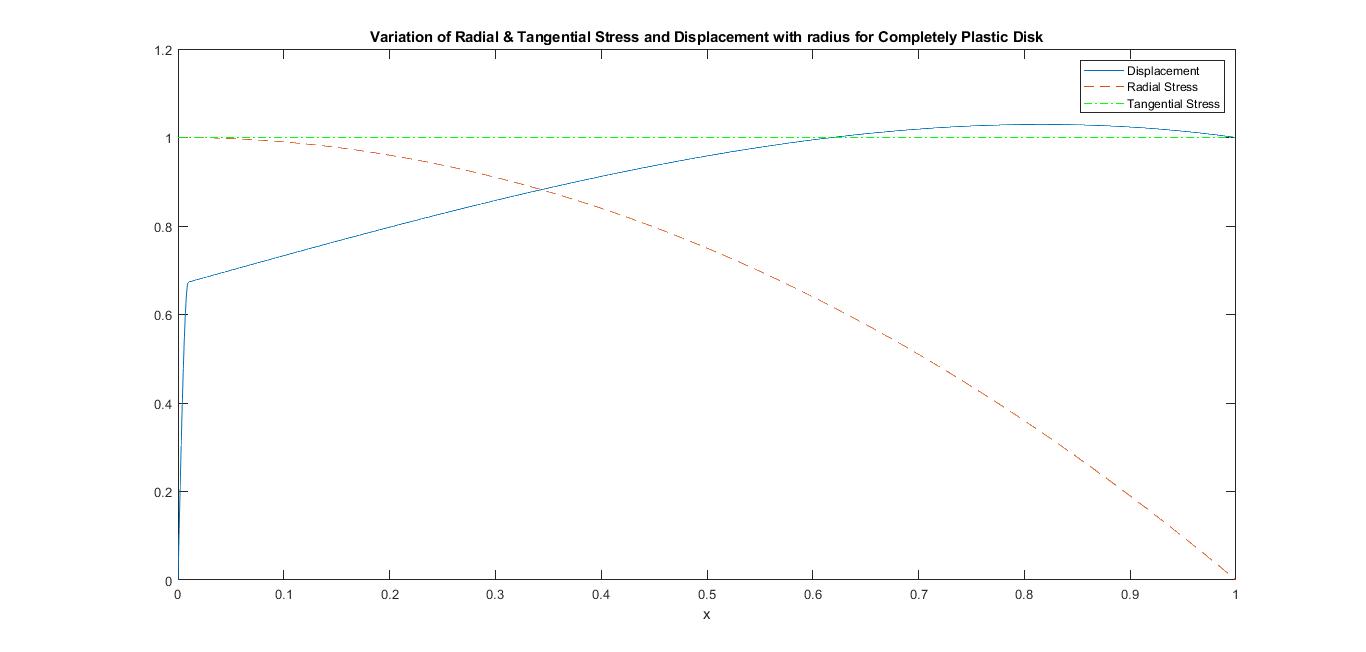 Variation of Radial & Tangential Stress and Displacement with radius for Completely Plastic Disk
1.2
1
0.8
0.6
0.4
0.2
0
Displacement
Radial Stress
Tangential Stress
0 0.1 0.2 0.3 0.4 0.5 0.6 0.7 0.8 0.9 1
x